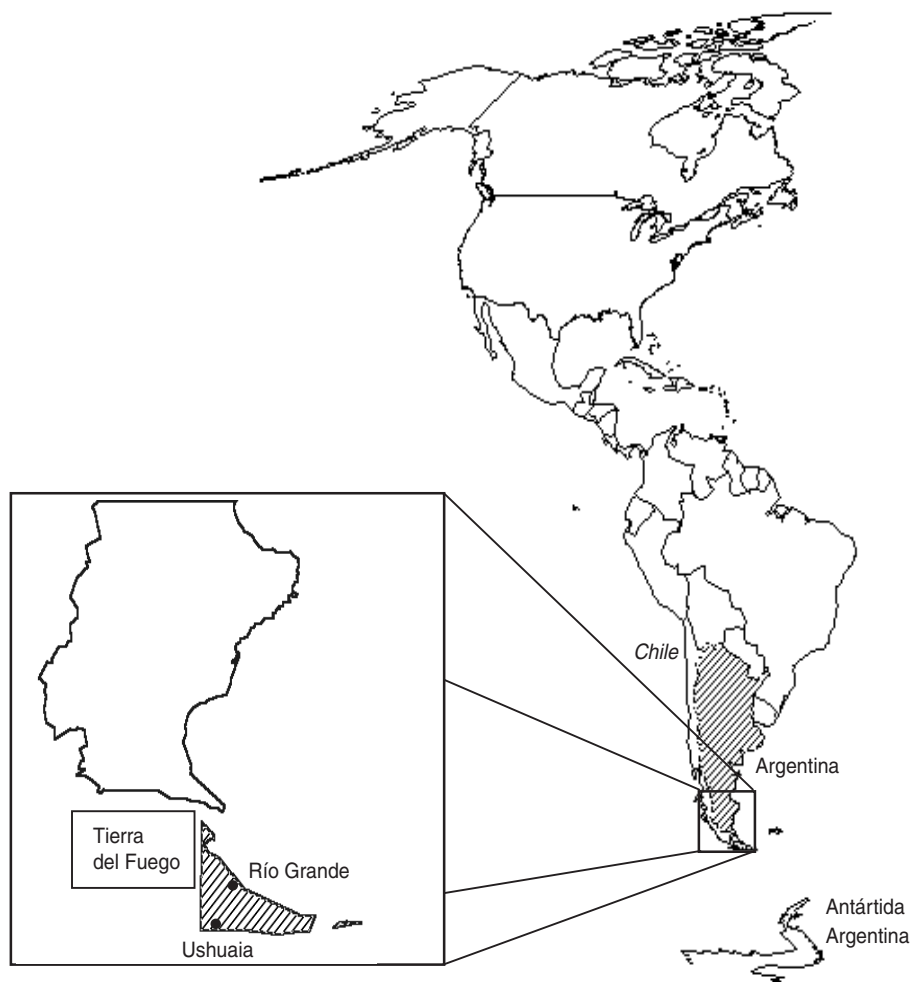 Chile
Argentina
Tierra
del Fuego
Río Grande
Ushuaia
Antártida
Argentina